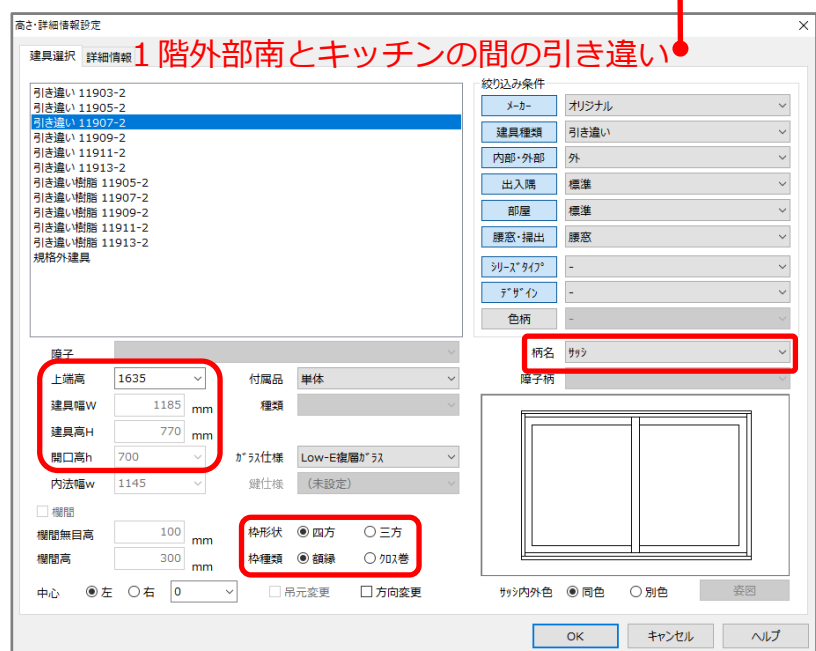 高さ・詳細情報設定
建具選択 詳細情報
1階外部南とキッチンの間の引き違い
引き違い 11903-2
引き違い 11905-2
引き違い 11907-2
引き違い 11909-2
引き違い 11911-2
引き違い 11913-2
引き違い樹脂 11905-2
引き違い樹脂 11907-2
引き違い樹脂 11909-2
引き違い樹脂 11911-2
引き違い樹脂 11913-2
規格外建具
絞り込み条件
ﾒｰｶｰ オリジナル
建具種類 引き違い
内部・外部 外
出入隅 標準
部屋 標準
腰窓・掃出 腰窓
ｼﾘｰｽﾞﾀｲﾌﾟ -
ﾃﾞｻﾞｲﾝ -
色柄 -
柄名 ｻｯｼ
障子柄
障子
上端高 1635 付属品 単体
建具幅W 1185 mm 種類
建具高H 770 mm
開口高h 700 ｶﾞﾗｽ仕様 Low-E複層ｶﾞﾗｽ
内法幅w 1145 鍵仕様 (未設定)
欄間
欄間無目高 100 mm 枠形状 四方 三方
欄間高 300 mm 枠種類 額縁 ｸﾛｽ巻
中心 左 右 0 吊元変更 方向変更
ｻｯｼ内外色 同色 別色 姿図
OK キャンセル ヘルプ